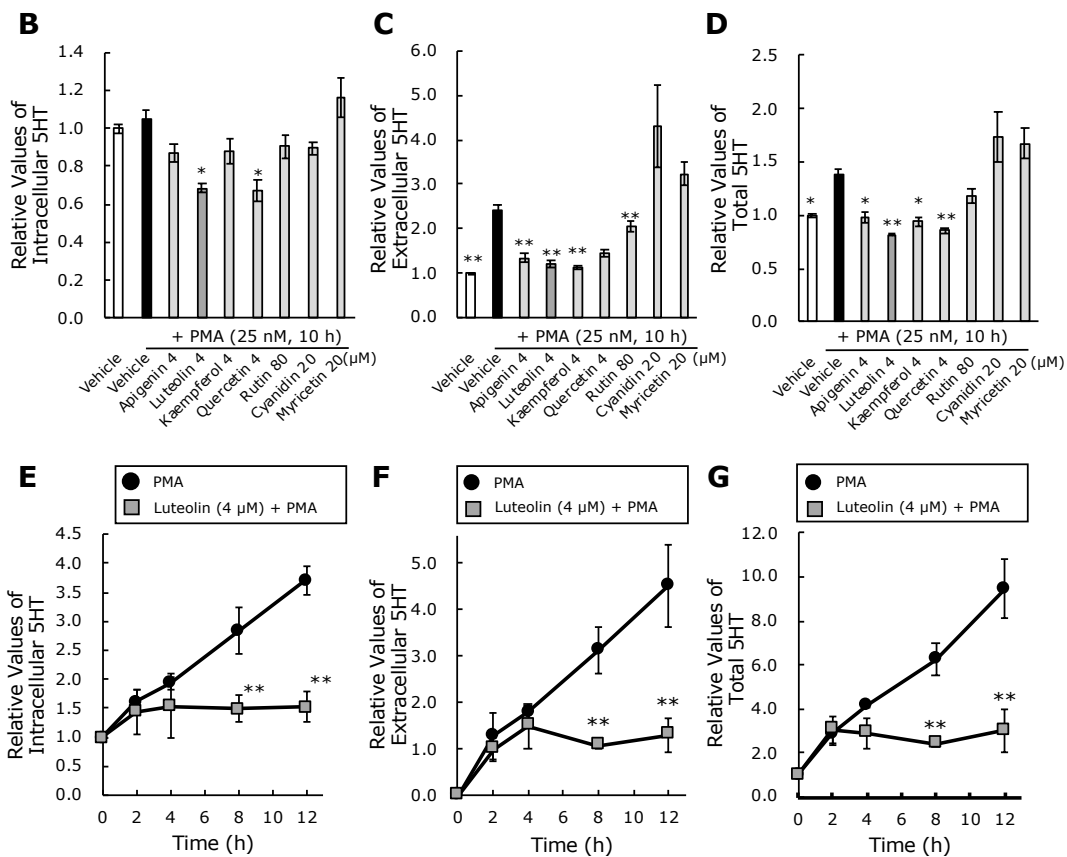 B
Relative Values of
Intracellular 5HT
1.4
1.2
1.0
0.8
0.6
0.4
0.2
0.0
*
*
+ PMA (25 nM, 10 h)
Vehicle
Vehicle
Apigenin 4
Luteolin 4
Kaempferol 4
Quercetin 4
Rutin 80
Cyanidin 20
Myricetin 20
(μM)
C
Relative Values of
Extracellular 5HT
6.0
5.0
4.0
3.0
2.0
1.0
0.0
**
**
**
**
**
+ PMA (25 nM, 10 h)
Vehicle
Vehicle
Apigenin 4
Luteolin 4
Kaempferol 4
Quercetin 4
Rutin 80
Cyanidin 20
Myricetin 20
D
Relative Values of
Total 5HT
2.5
2.0
1.5
1.0
0.5
0.0
*
*
**
*
**
+ PMA (25 nM, 10 h)
Vehicle
Vehicle
Apigenin 4
Luteolin 4
Kaempferol 4
Quercetin 4
Rutin 80
Cyanidin 20
Myricetin 20
(μM)
E
PMA
Luteolin (4 μM) + PMA
Relative Values of
Intracellular 5HT
4.5
4.0
3.5
3.0
2.5
2.0
1.5
1.0
0.5
0.0
**
**
0 2 4 6 8 10 12
Time (h)
F
PMA
Luteolin (4 μM) + PMA
Relative Values of
Extracellular 5HT
5.0
4.0
3.0
2.0
1.0
0.0
**
**
0 2 4 6 8 10 12
Time (h)
G
PMA
Luteolin (4 μM) + PMA
Relative Values of
Total 5HT
12.0
10.0
8.0
6.0
4.0
2.0
0.0
**
**
0 2 4 6 8 10 12
Time (h)